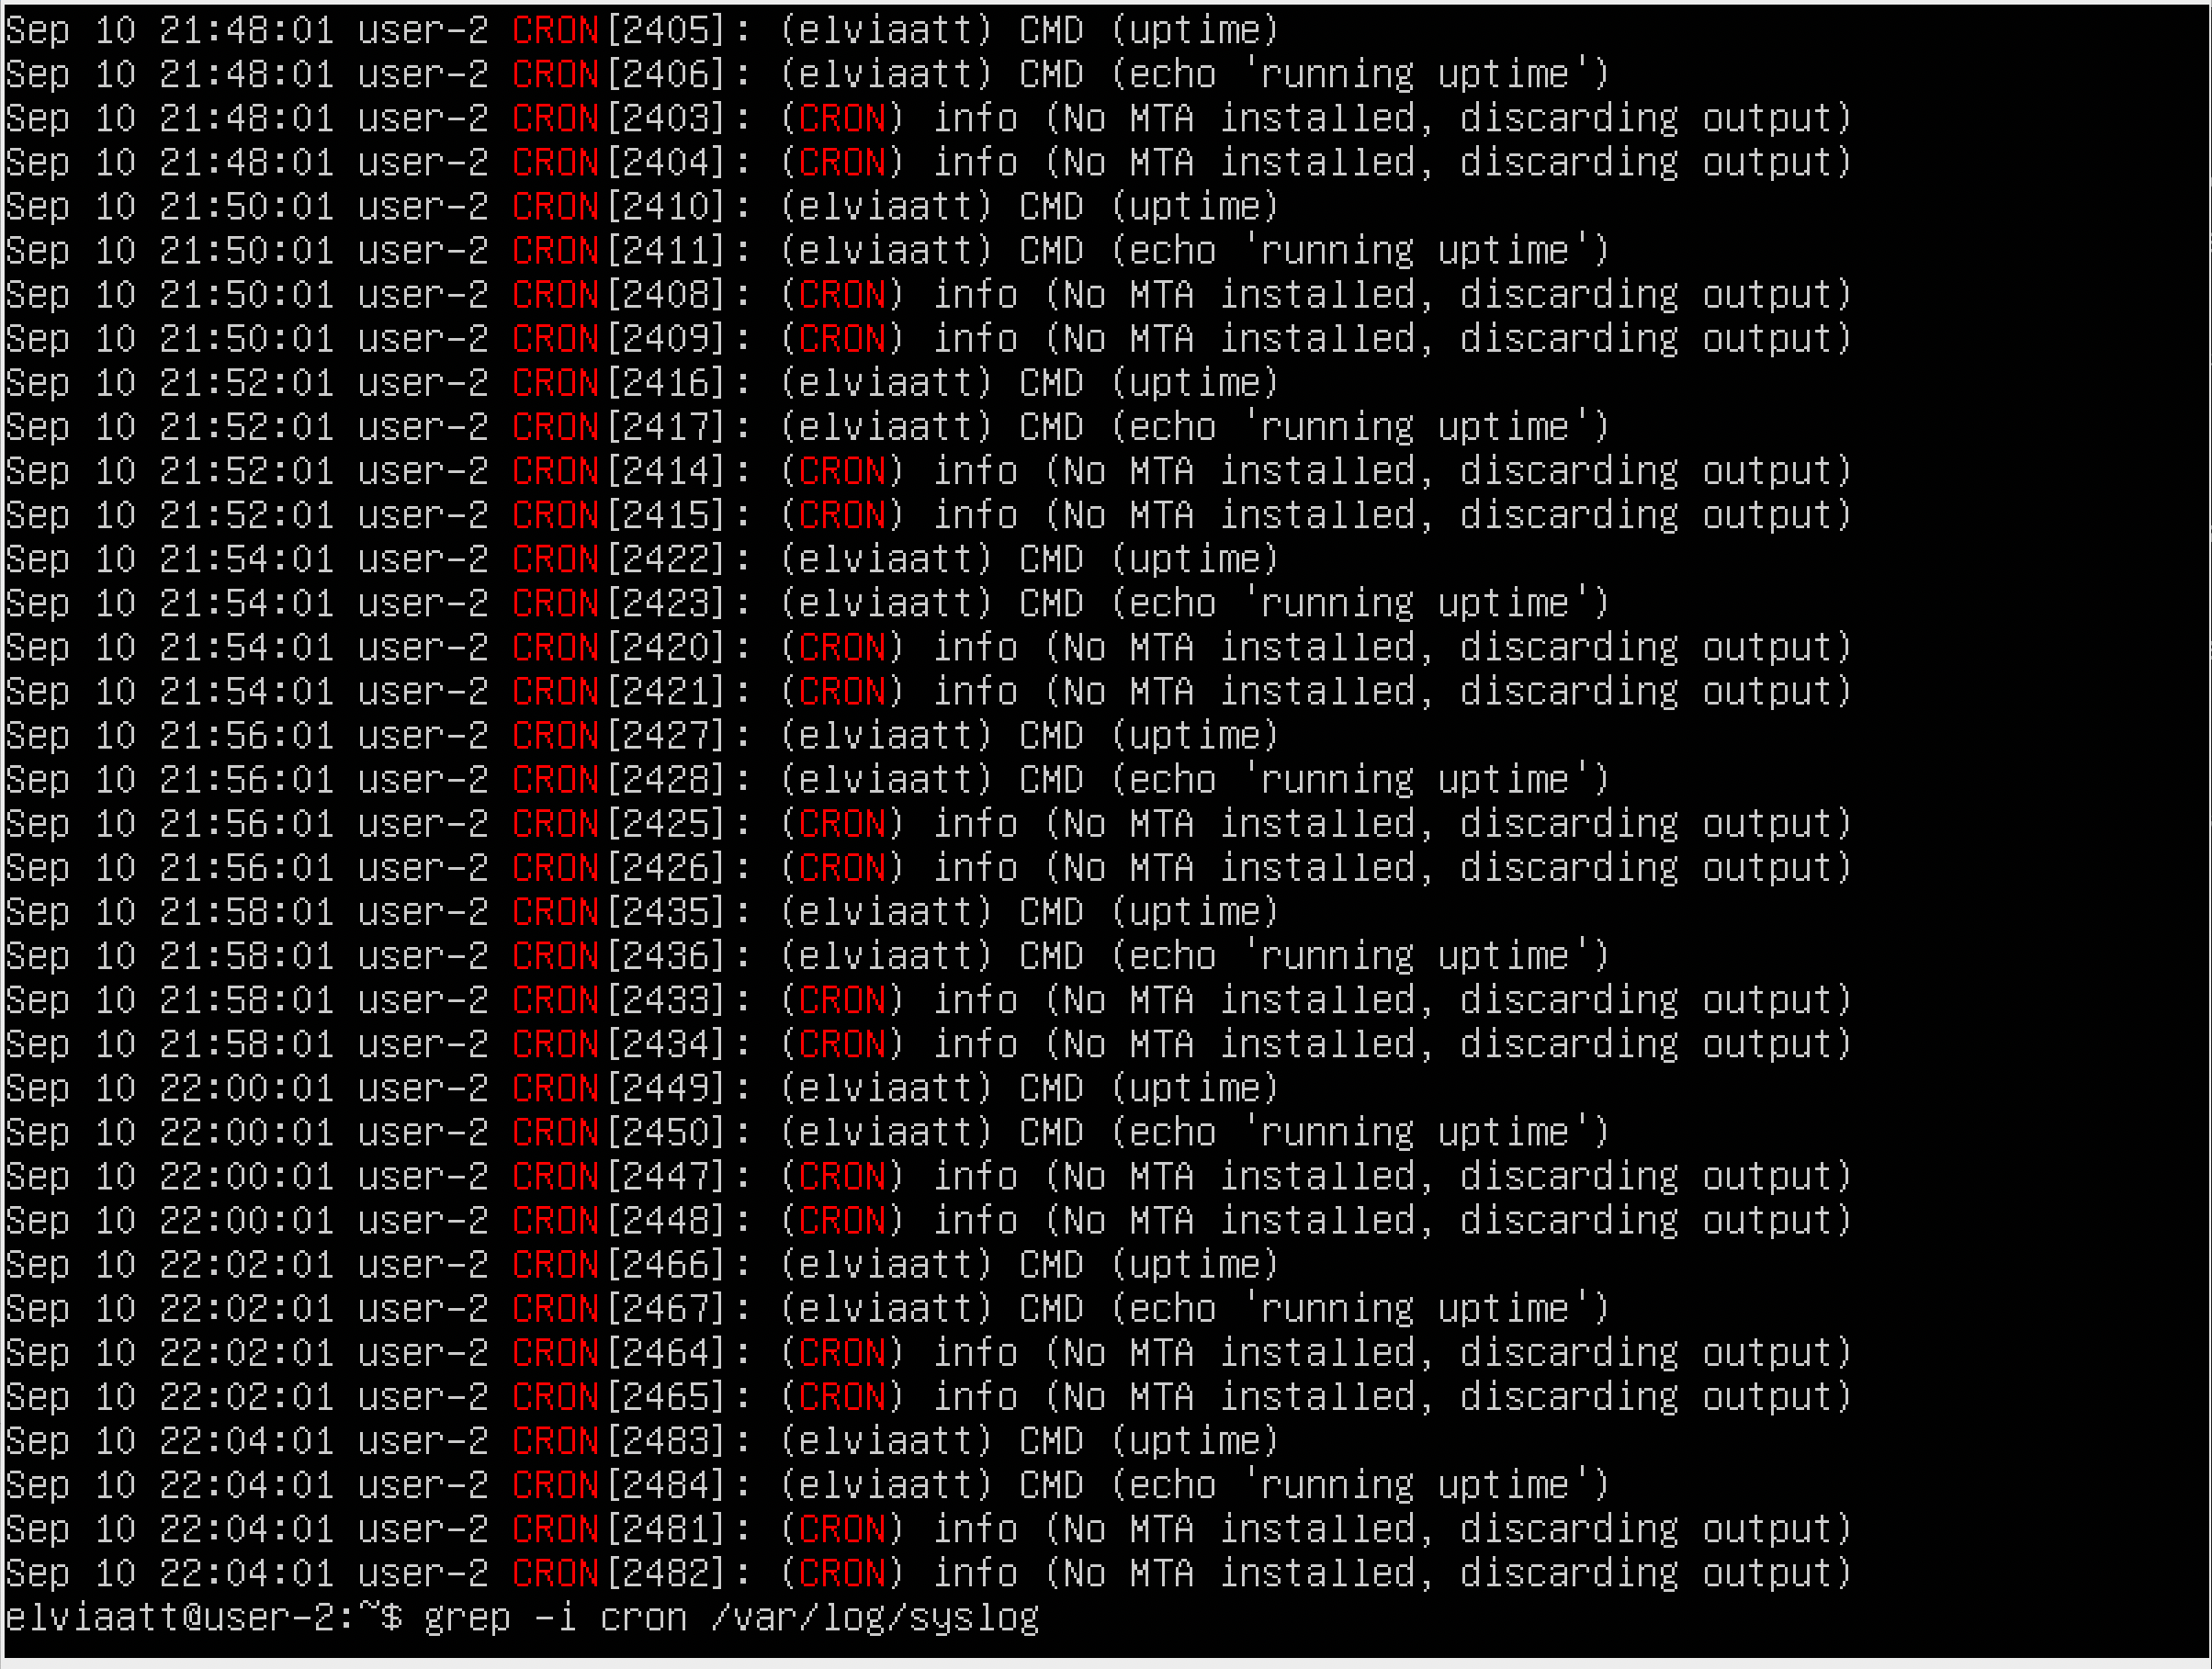 Sep 10 21:48:01 user-2 CRON[2405]: (elviaatt) CMD (uptime)
Sep 10 21:48:01 user-2 CRON[2406]: (elviaatt) CMD (echo 'running uptime')
Sep 10 21:48:01 user-2 CRON[2403]: (CRON) info (No MTA installed, discarding output)
Sep 10 21:48:01 user-2 CRON[2404]: (CRON) info (No MTA installed, discarding output)
Sep 10 21:50:01 user-2 CRON[2410]: (elviaatt) CMD (uptime)
Sep 10 21:50:01 user-2 CRON[2411]: (elviaatt) CMD (echo 'running uptime')
Sep 10 21:50:01 user-2 CRON[2408]: (CRON) info (No MTA installed, discarding output)
Sep 10 21:50:01 user-2 CRON[2409]: (CRON) info (No MTA installed, discarding output)
Sep 10 21:52:01 user-2 CRON[2416]: (elviaatt) CMD (uptime)
Sep 10 21:52:01 user-2 CRON[2417]: (elviaatt) CMD (echo 'running uptime')
Sep 10 21:52:01 user-2 CRON[2414]: (CRON) info (No MTA installed, discarding output)
Sep 10 21:52:01 user-2 CRON[2415]: (CRON) info (No MTA installed, discarding output)
Sep 10 21:54:01 user-2 CRON[2422]: (elviaatt) CMD (uptime)
Sep 10 21:54:01 user-2 CRON[2423]: (elviaatt) CMD (echo 'running uptime')
Sep 10 21:54:01 user-2 CRON[2420]: (CRON) info (No MTA installed, discarding output)
Sep 10 21:54:01 user-2 CRON[2421]: (CRON) info (No MTA installed, discarding output)
Sep 10 21:56:01 user-2 CRON[2427]: (elviaatt) CMD (uptime)
Sep 10 21:56:01 user-2 CRON[2428]: (elviaatt) CMD (echo 'running uptime')
Sep 10 21:56:01 user-2 CRON[2425]: (CRON) info (No MTA installed, discarding output)
Sep 10 21:56:01 user-2 CRON[2426]: (CRON) info (No MTA installed, discarding output)
Sep 10 21:58:01 user-2 CRON[2435]: (elviaatt) CMD (uptime)
Sep 10 21:58:01 user-2 CRON[2436]: (elviaatt) CMD (echo 'running uptime')
Sep 10 21:58:01 user-2 CRON[2433]: (CRON) info (No MTA installed, discarding output)
Sep 10 21:58:01 user-2 CRON[2434]: (CRON) info (No MTA installed, discarding output)
Sep 10 22:00:01 user-2 CRON[2449]: (elviaatt) CMD (uptime)
Sep 10 22:00:01 user-2 CRON[2450]: (elviaatt) CMD (echo 'running uptime')
Sep 10 22:00:01 user-2 CRON[2447]: (CRON) info (No MTA installed, discarding output)
Sep 10 22:00:01 user-2 CRON[2448]: (CRON) info (No MTA installed, discarding output)
Sep 10 22:02:01 user-2 CRON[2466]: (elviaatt) CMD (uptime)
Sep 10 22:02:01 user-2 CRON[2467]: (elviaatt) CMD (echo 'running uptime')
Sep 10 22:02:01 user-2 CRON[2464]: (CRON) info (No MTA installed, discarding output)
Sep 10 22:02:01 user-2 CRON[2465]: (CRON) info (No MTA installed, discarding output)
Sep 10 22:04:01 user-2 CRON[2483]: (elviaatt) CMD (uptime)
Sep 10 22:04:01 user-2 CRON[2484]: (elviaatt) CMD (echo 'running uptime')
Sep 10 22:04:01 user-2 CRON[2481]: (CRON) info (No MTA installed, discarding output)
Sep 10 22:04:01 user-2 CRON[2482]: (CRON) info (No MTA installed, discarding output)
elviaatt@user-2:~$ grep -i cron /var/log/syslog